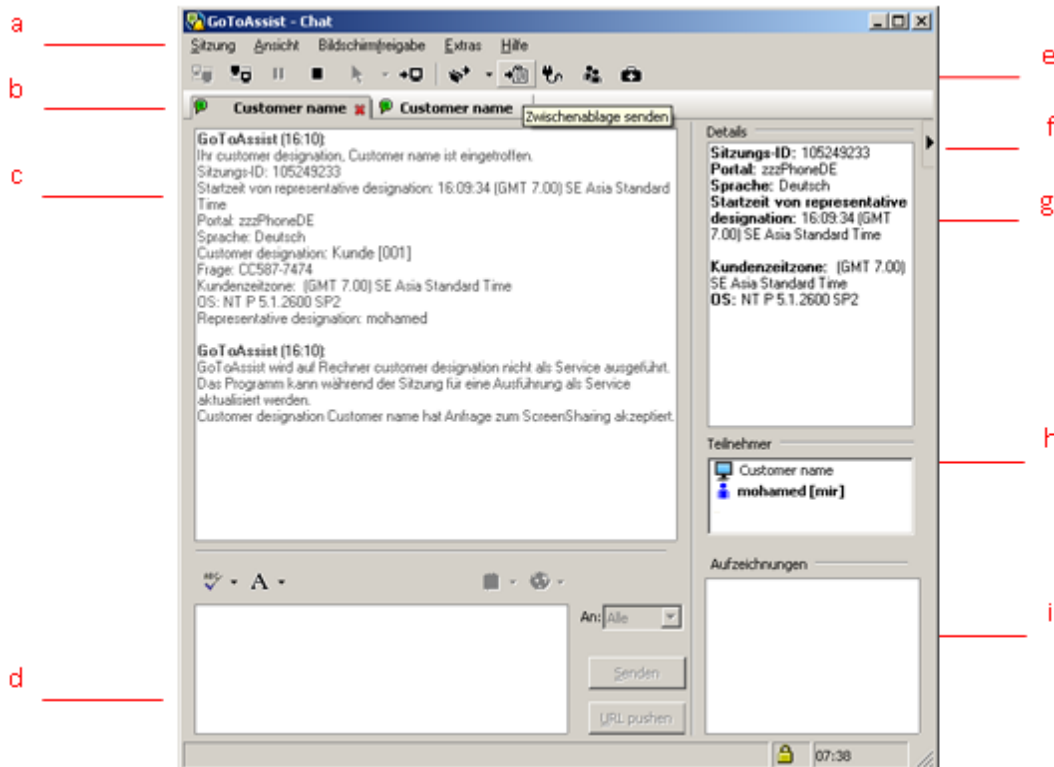 a
b
c
d
e
f
g
h
i
GoToAssist - Chat
Sitzung Ansicht Bildschirmfreigabe Extras Hilfe
Customer name Customer name
Zwischenablage senden
GoToAssist (16:10):
Ihr customer designation, Customer name ist eingetroffen.
Sitzungs-ID: 105249233
Startzeit von representative designation: 16:09:34 (GMT 7.00) SE Asia Standard
Time
Portal: zzzPhoneDE
Sprache: Deutsch
Customer designation: Kunde [001]
Frage: CC587-7474
Kundenzeitzone: (GMT 7.00) SE Asia Standard Time
OS: NT P 5.1.2600 SP2
Representative designation: mohamed
GoToAssist (16:10):
GoToAssist wird auf Rechner customer designation nicht als Service ausgeführt.
Das Programm kann während der Sitzung für eine Ausführung als Service
aktualisiert werden.
Customer designation Customer name hat Anfrage zum ScreenSharing akzeptiert.
Details
Sitzungs-ID: 105249233
Portal: zzzPhoneDE
Sprache: Deutsch
Startzeit von representative
designation: 16:09:34 (GMT
7.00) SE Asia Standard Time
Kundenzeitzone: (GMT 7.00)
SE Asia Standard Time
OS: NT P 5.1.2600 SP2
Teilnehmer
Customer name
mohamed [mir]
Aufzeichnungen
ABC
A
An: Alle
Senden
URL pushen
07:38